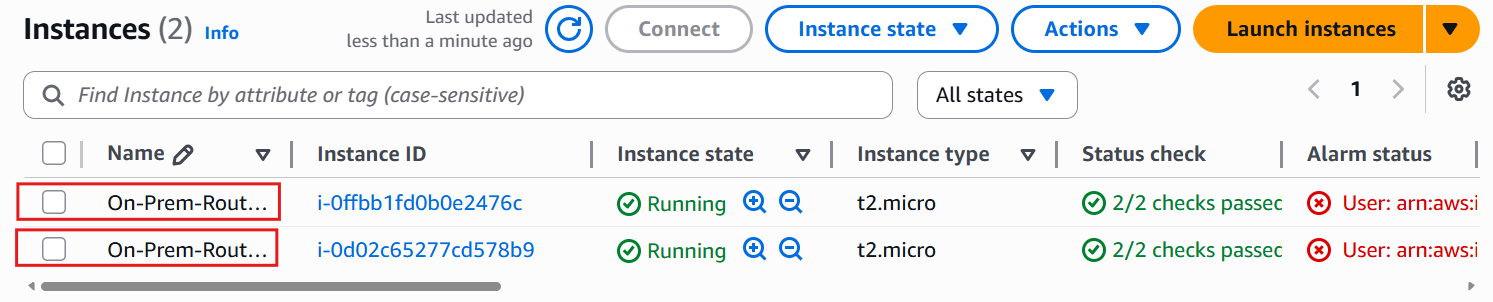 Instances (2) Info
Last updated
less than a minute ago
Connect
Instance state
Actions
Launch instances
Find Instance by attribute or tag (case-sensitive)
All states
1
Name Instance ID Instance state Instance type Status check Alarm status
On-Prem-Rout... i-0ffbb1fd0b0e2476c Running t2.micro 2/2 checks passed User: arn:aws:i
On-Prem-Rout... i-0d02c65277cd578b9 Running t2.micro 2/2 checks passed User: arn:aws:i